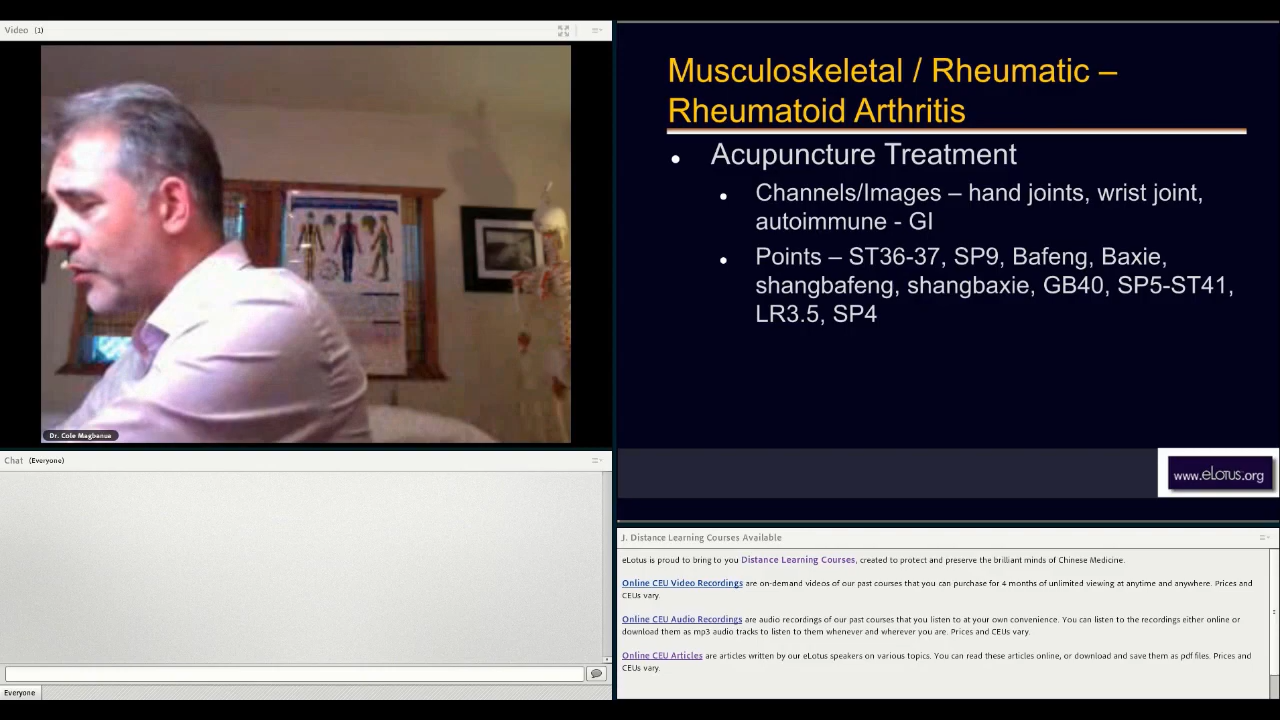 Video (1)
Dr. Cole Magbanua
Chat (Everyone)
Everyone
Musculoskeletal / Rheumatic –
Rheumatoid Arthritis
• Acupuncture Treatment
• Channels/Images – hand joints, wrist joint,
autoimmune - GI
• Points – ST36-37, SP9, Bafeng, Baxie,
shangbafeng, shangbaxie, GB40, SP5-ST41,
LR3.5, SP4
www.eLOTUS.org
J. Distance Learning Courses Available
eLotus is proud to bring to you Distance Learning Courses, created to protect and preserve the brilliant minds of Chinese Medicine.
Online CEU Video Recordings are on-demand videos of our past courses that you can purchase for 4 months of unlimited viewing at anytime and anywhere. Prices and
CEUs vary.
Online CEU Audio Recordings are audio recordings of our past courses that you listen to at your own convenience. You can listen to the recordings either online or
download them as mp3 audio tracks to listen to them whenever and wherever you are. Prices and CEUs vary.
Online CEU Articles are articles written by our eLotus speakers on various topics. You can read these articles online, or download and save them as pdf files. Prices and
CEUs vary.